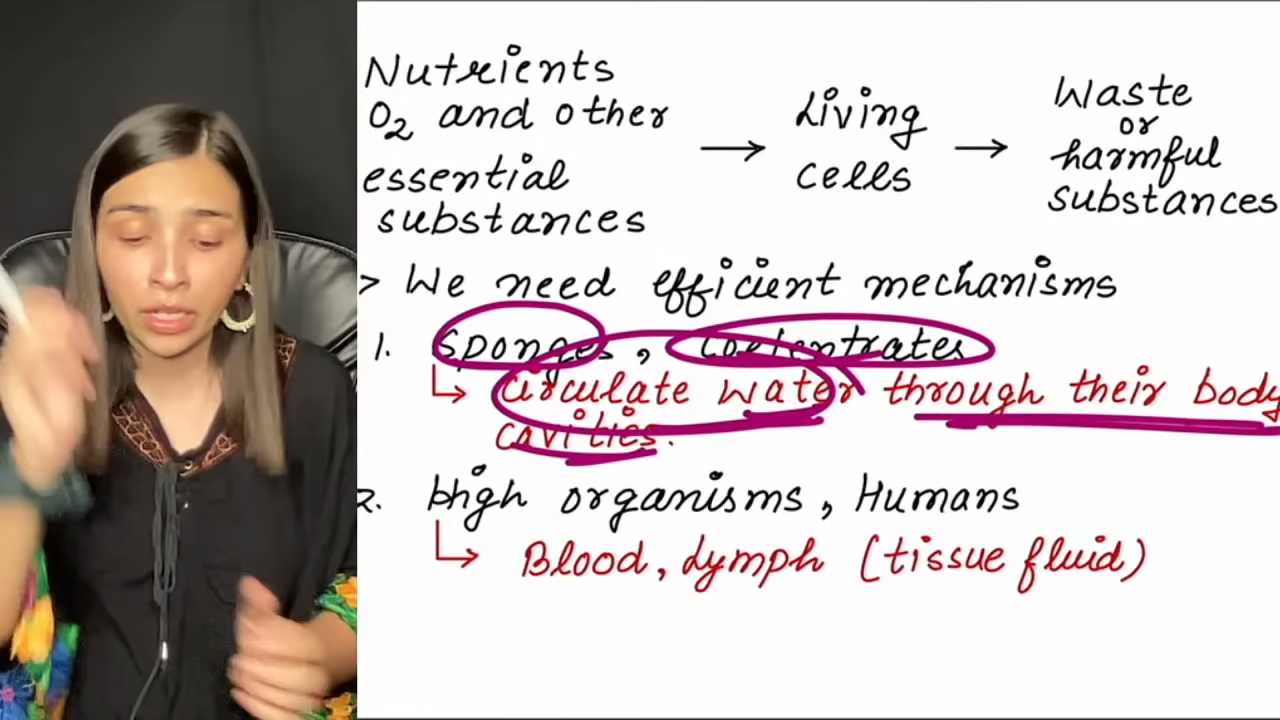 Nutrients
O2 and other
essential
substances
→ Living
cells
→ Waste
or
harmful
substances
> We need efficient mechanisms
1. Sponges, Coelentrates
↳ Circulate water through their body
cavities.
2. High organisms, Humans
↳ Blood, Lymph (tissue fluid)